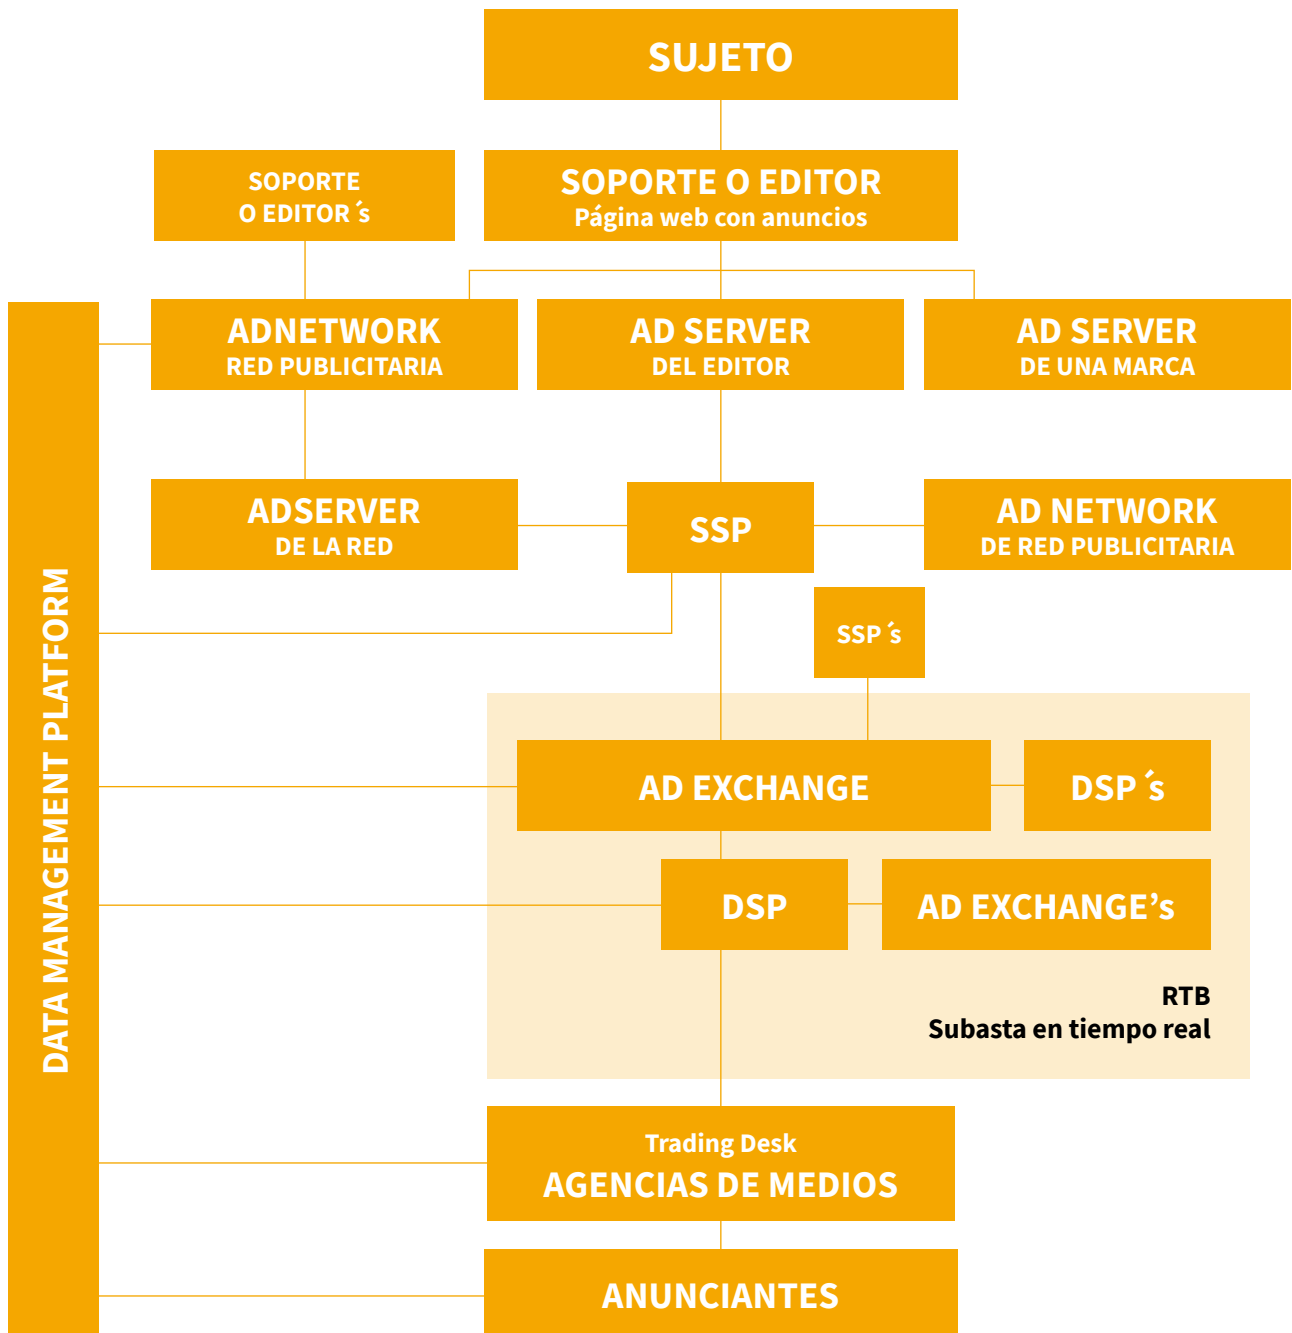 SUJETO
SOPORTE
O EDITOR ´s
SOPORTE O EDITOR
Página web con anuncios
ADNETWORK
RED PUBLICITARIA
AD SERVER
DEL EDITOR
AD SERVER
DE UNA MARCA
ADSERVER
DE LA RED
SSP
AD NETWORK
DE RED PUBLICITARIA
SSP ´s
DATA MANAGEMENT PLATFORM
AD EXCHANGE
DSP ´s
DSP
AD EXCHANGE’s
RTB
Subasta en tiempo real
Trading Desk
AGENCIAS DE MEDIOS
ANUNCIANTES